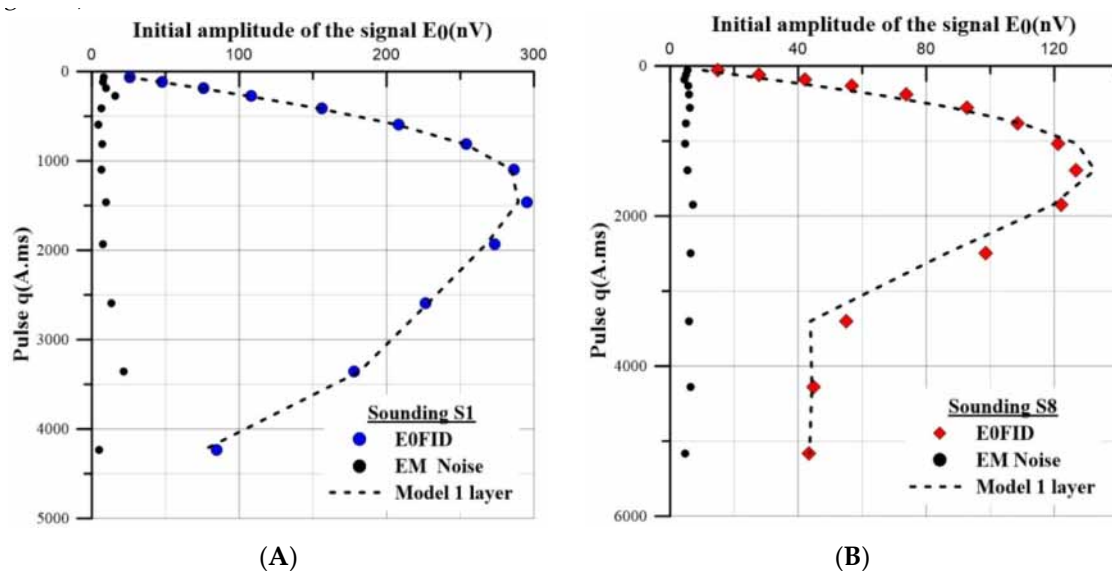 Initial amplitude of the signal E0(nV)
0 100 200 300
Pulse q(A.ms)
0
1000
2000
3000
4000
5000
Sounding S1
E0FID
EM Noise
Model 1 layer
(A)
Initial amplitude of the signal E0(nV)
0 40 80 120
Pulse q(A.ms)
0
2000
4000
6000
Sounding S8
E0FID
EM Noise
Model 1 layer
(B)